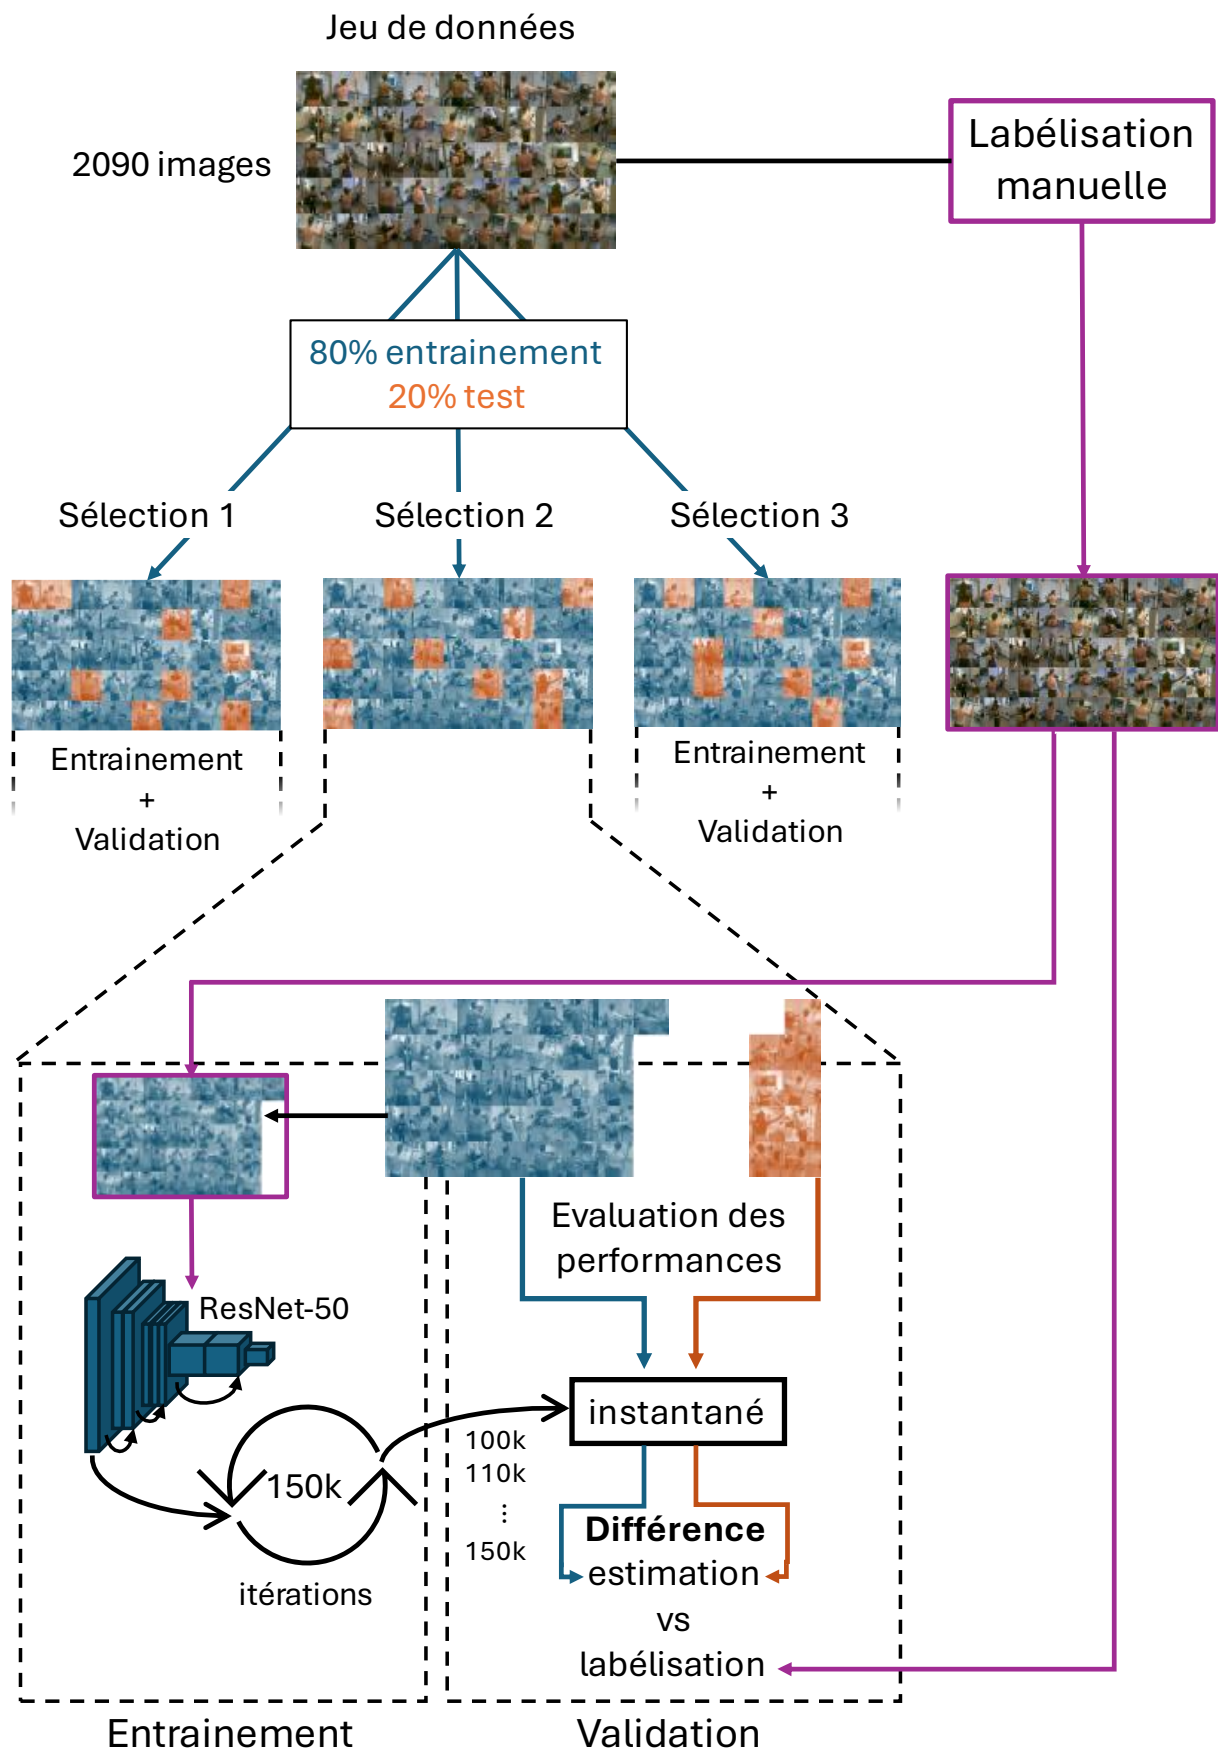 Jeu de données
2090 images
Labélisation
manuelle
80% entrainement
20% test
Sélection 1
Sélection 2
Sélection 3
Entrainement
+
Validation
Entrainement
+
Validation
Evaluation des
performances
ResNet-50
instantané
100k
110k
⋮
150k
150k
itérations
Différence
estimation
vs
labélisation
Entrainement
Validation